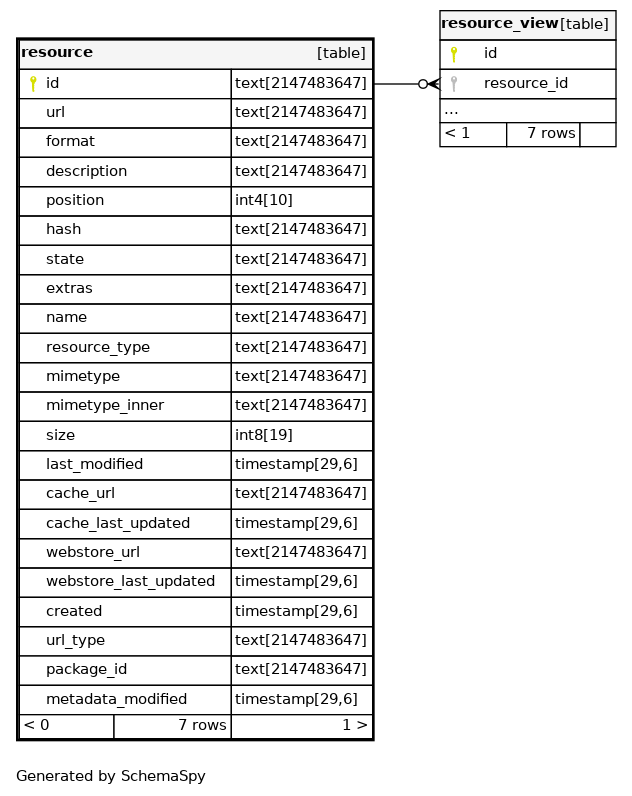 resource [table]
id text[2147483647]
url text[2147483647]
format text[2147483647]
description text[2147483647]
position int4[10]
hash text[2147483647]
state text[2147483647]
extras text[2147483647]
name text[2147483647]
resource_type text[2147483647]
mimetype text[2147483647]
mimetype_inner text[2147483647]
size int8[19]
last_modified timestamp[29,6]
cache_url text[2147483647]
cache_last_updated timestamp[29,6]
webstore_url text[2147483647]
webstore_last_updated timestamp[29,6]
created timestamp[29,6]
url_type text[2147483647]
package_id text[2147483647]
metadata_modified timestamp[29,6]
< 0 7 rows 1 >
resource_view [table]
id
resource_id
...
< 1 7 rows
Generated by SchemaSpy